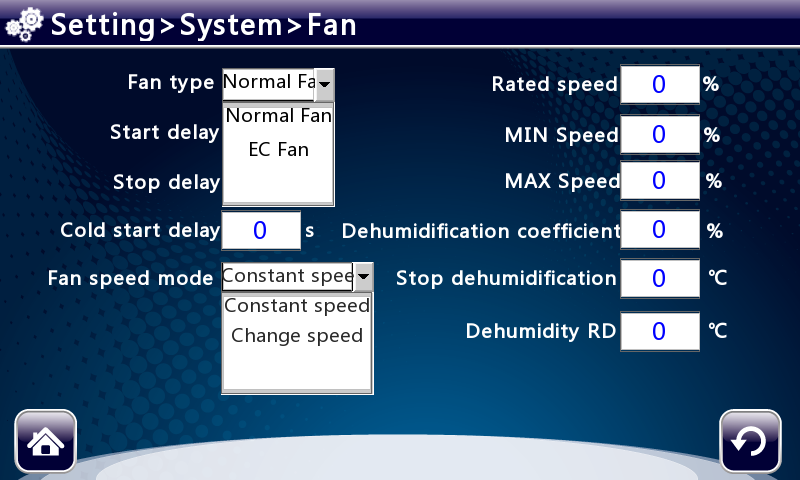 Setting>System>Fan
Fan type Normal Fa Rated speed 0 %
Normal Fan
Start delay MIN Speed 0 %
EC Fan
Stop delay MAX Speed 0 %
Cold start delay 0 s Dehumidification coefficient 0 %
Fan speed mode Constant spee Stop dehumidification 0 ℃
Constant speed
Change speed Dehumidity RD 0 ℃